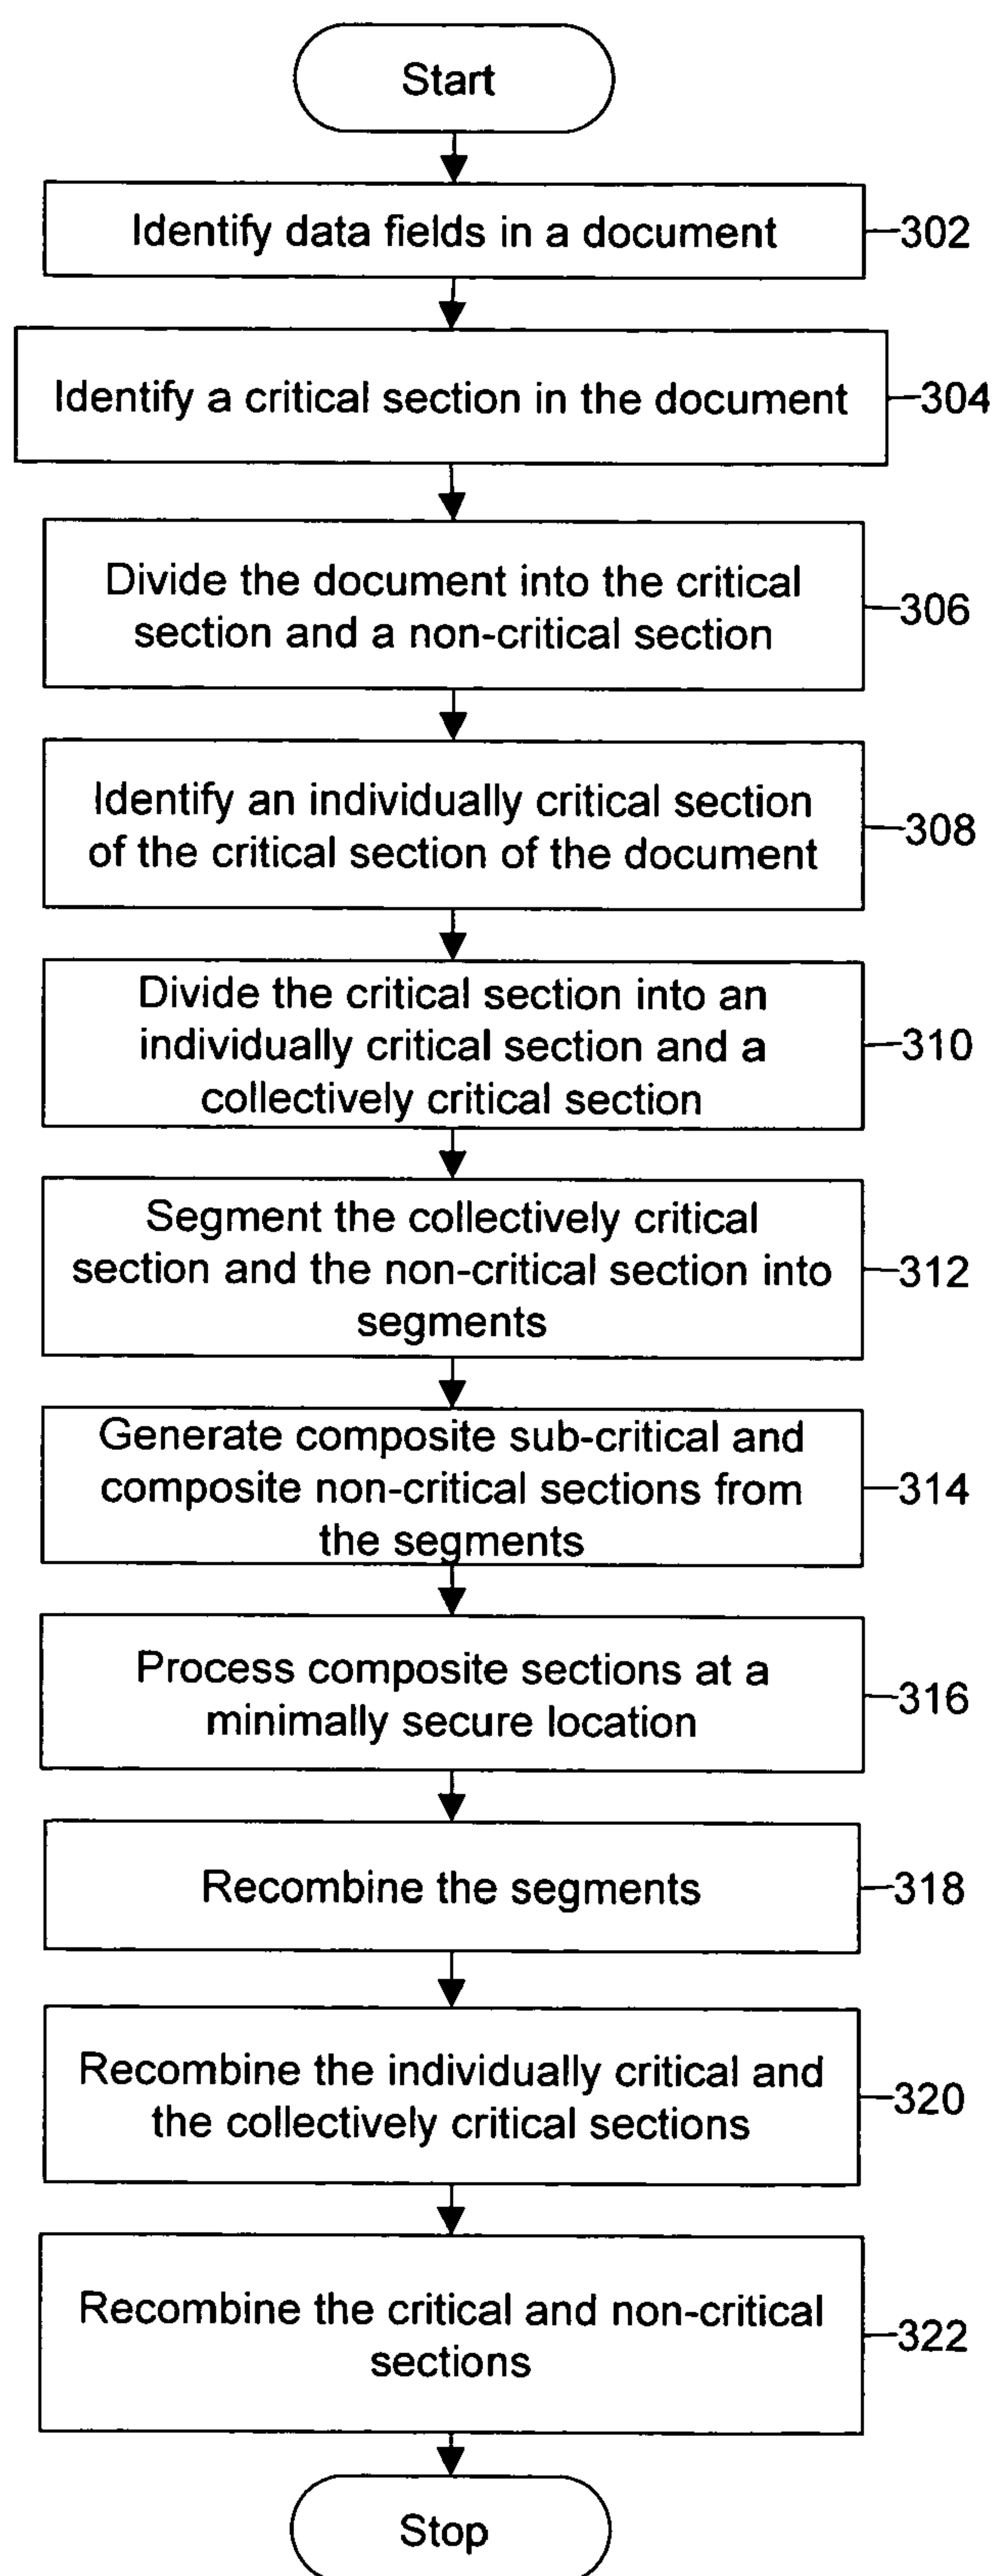 Start
Identify data fields in a document
302
Identify a critical section in the document
304
Divide the document into the critical
section and a non-critical section
306
Identify an individually critical section
of the critical section of the document
308
Divide the critical section into an
individually critical section and a
collectively critical section
310
Segment the collectively critical
section and the non-critical section into
segments
312
Generate composite sub-critical and
composite non-critical sections from
the segments
314
Process composite sections at a
minimally secure location
316
Recombine the segments
318
Recombine the individually critical and
the collectively critical sections
320
Recombine the critical and non-critical
sections
322
Stop